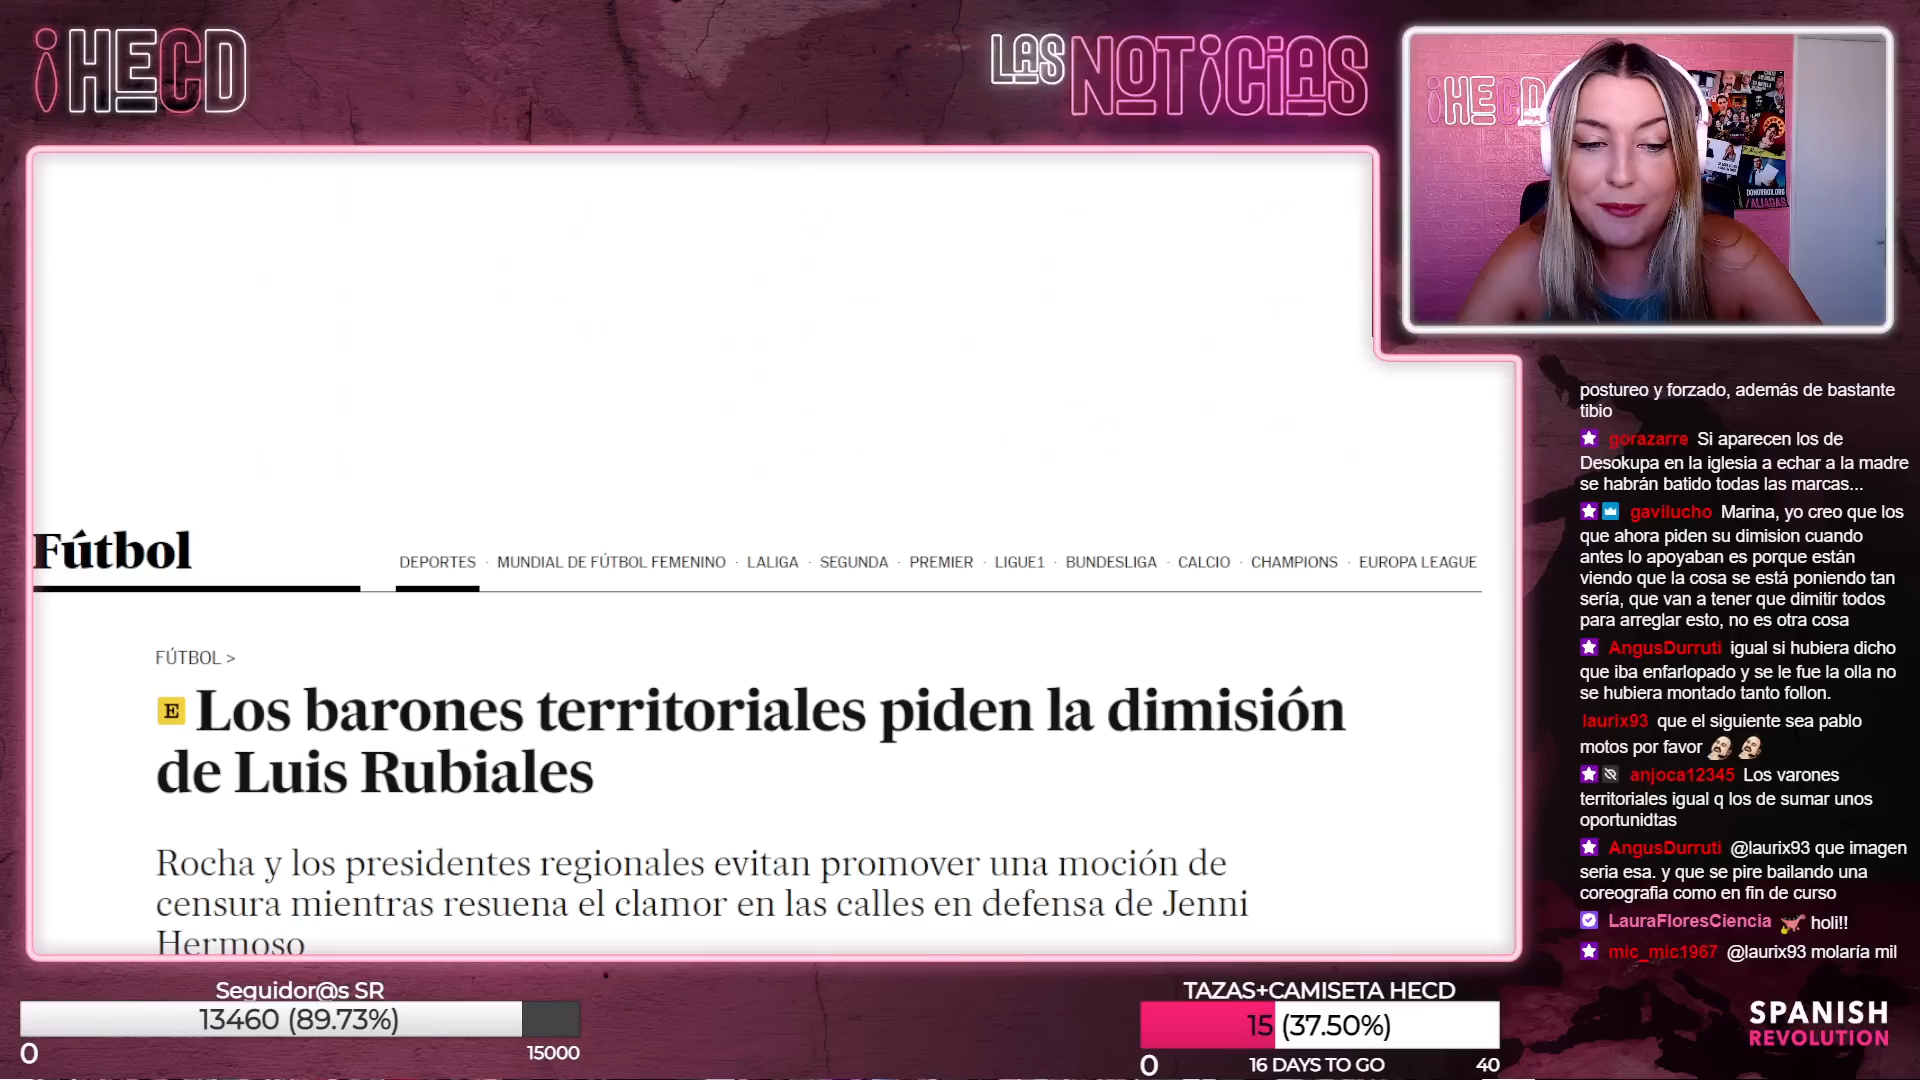 ¡HECD
LAS NOTICIAS
¡HECD
DONORBOX.ORG
/ALIADAS
Fútbol
DEPORTES · MUNDIAL DE FÚTBOL FEMENINO · LALIGA · SEGUNDA · PREMIER · LIGUE1 · BUNDESLIGA · CALCIO · CHAMPIONS · EUROPA LEAGUE
FÚTBOL >
E Los barones territoriales piden la dimisión
de Luis Rubiales
Rocha y los presidentes regionales evitan promover una moción de
censura mientras resuena el clamor en las calles en defensa de Jenni
Hermoso
postureo y forzado, además de bastante
tibio
gorazarre Si aparecen los de
Desokupa en la iglesia a echar a la madre
se habrán batido todas las marcas...
gavilucho Marina, yo creo que los
que ahora piden su dimision cuando
antes lo apoyaban es porque están
viendo que la cosa se está poniendo tan
sería, que van a tener que dimitir todos
para arreglar esto, no es otra cosa
AngusDurruti igual si hubiera dicho
que iba enfarlopado y se le fue la olla no
se hubiera montado tanto follon.
laurix93 que el siguiente sea pablo
motos por favor
anjoca12345 Los varones
territoriales igual q los de sumar unos
oportunidtas
AngusDurruti @laurix93 que imagen
seria esa. y que se pire bailando una
coreografia como en fin de curso
LauraFloresCiencia holi!!
mic_mic1967 @laurix93 molaría mil
Seguidor@s SR
13460 (89.73%)
0 15000
TAZAS+CAMISETA HECD
15 (37.50%)
0 16 DAYS TO GO 40
SPANISH
REVOLUTION